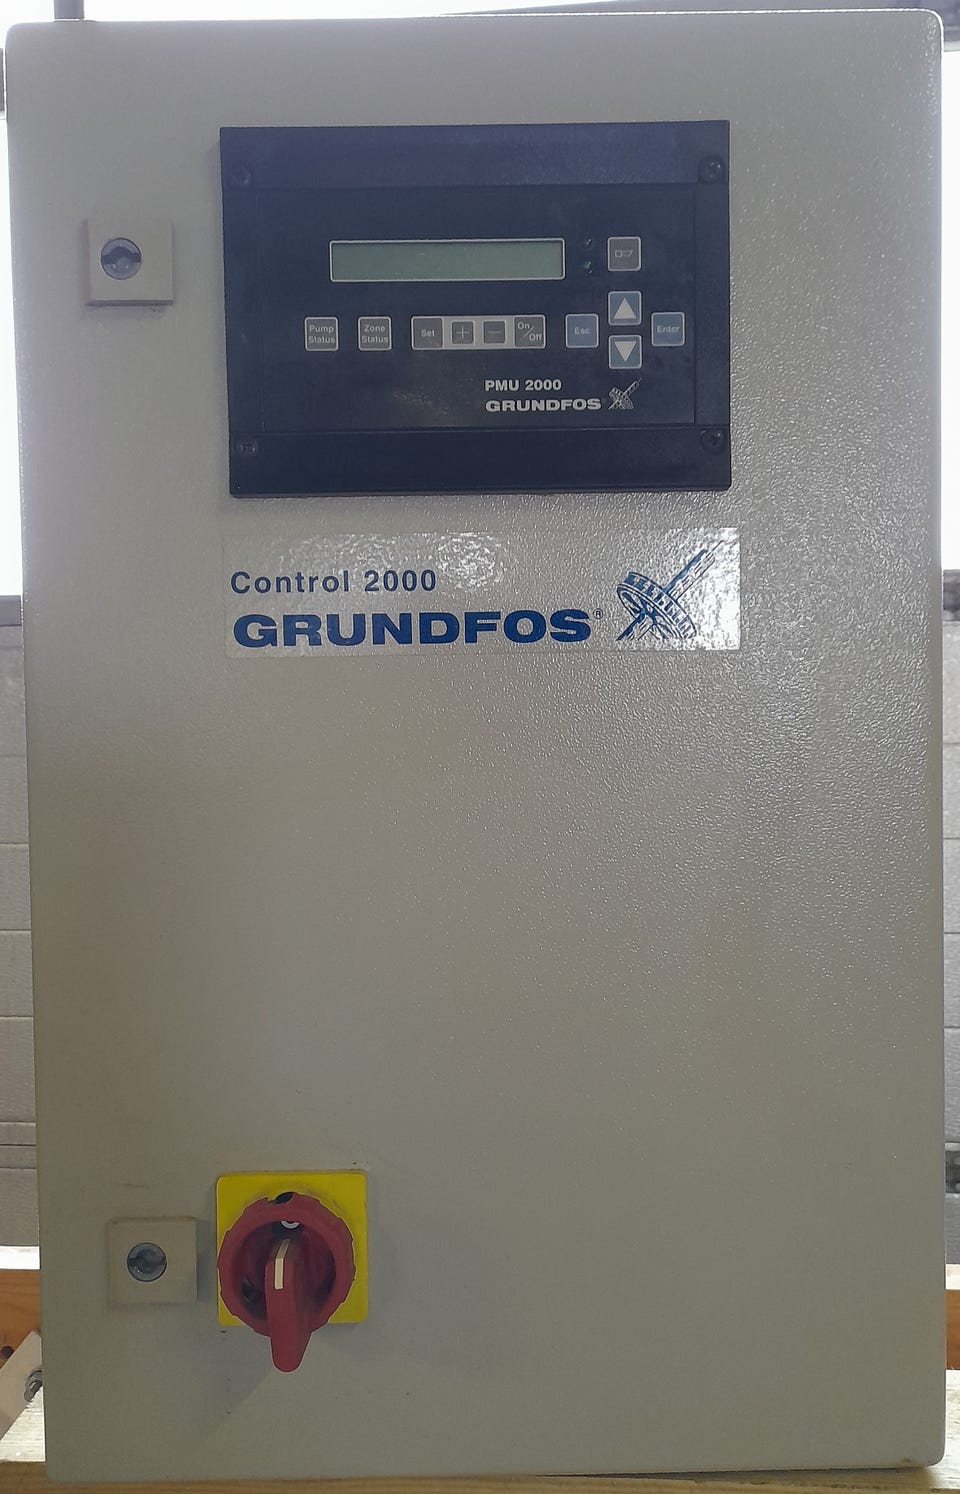 Pump
Status
Zone
Status
Set
+
−
On/Off
Esc
Enter
PMU 2000
GRUNDFOS
Control 2000
GRUNDFOS®